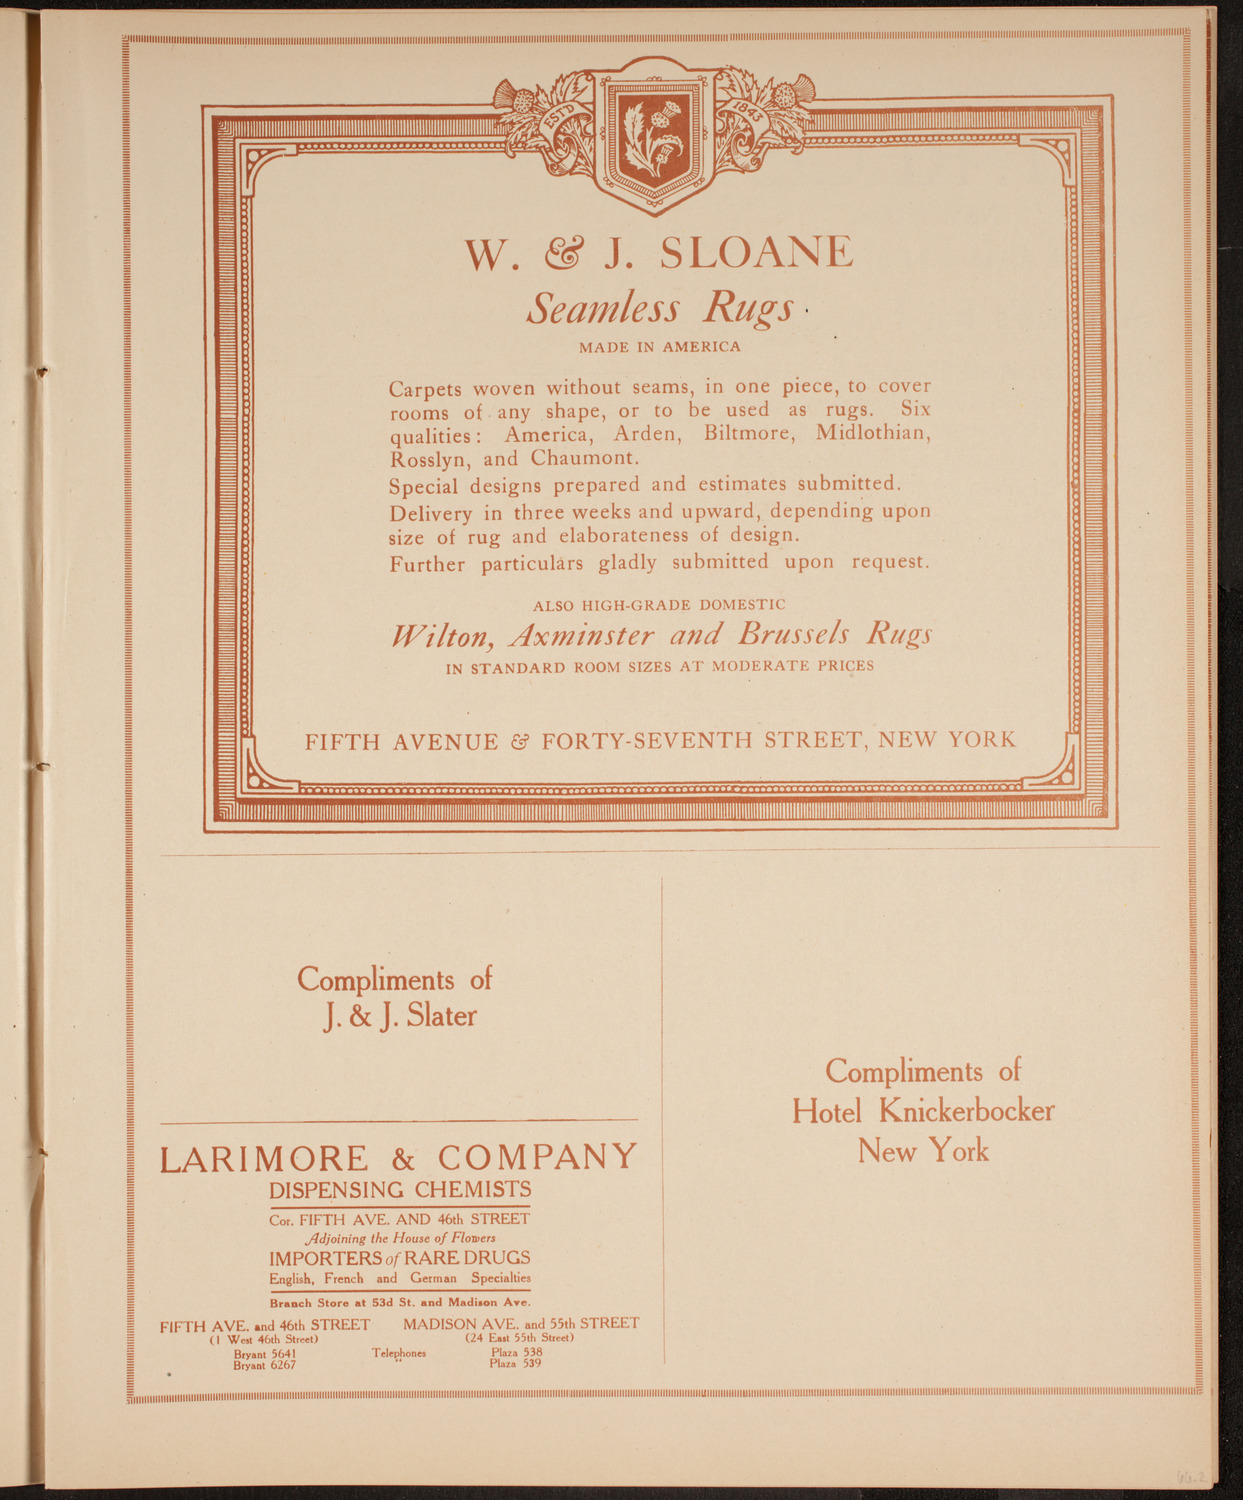 ESTD 1843
W. & J. SLOANE
Seamless Rugs
MADE IN AMERICA
Carpets woven without seams, in one piece, to cover
rooms of any shape, or to be used as rugs. Six
qualities: America, Arden, Biltmore, Midlothian,
Rosslyn, and Chaumont.
Special designs prepared and estimates submitted.
Delivery in three weeks and upward, depending upon
size of rug and elaborateness of design.
Further particulars gladly submitted upon request.
ALSO HIGH-GRADE DOMESTIC
Wilton, Axminster and Brussels Rugs
IN STANDARD ROOM SIZES AT MODERATE PRICES
FIFTH AVENUE & FORTY-SEVENTH STREET, NEW YORK
Compliments of
J. & J. Slater
LARIMORE & COMPANY
DISPENSING CHEMISTS
Cor. FIFTH AVE. AND 46th STREET
Adjoining the House of Flowers
IMPORTERS of RARE DRUGS
English, French and German Specialties
Branch Store at 53d St. and Madison Ave.
FIFTH AVE. and 46th STREET MADISON AVE. and 55th STREET
(1 West 46th Street) (24 East 55th Street)
Bryant 5641 Telephones Plaza 538
Bryant 6267 " Plaza 539
Compliments of
Hotel Knickerbocker
New York
66.2